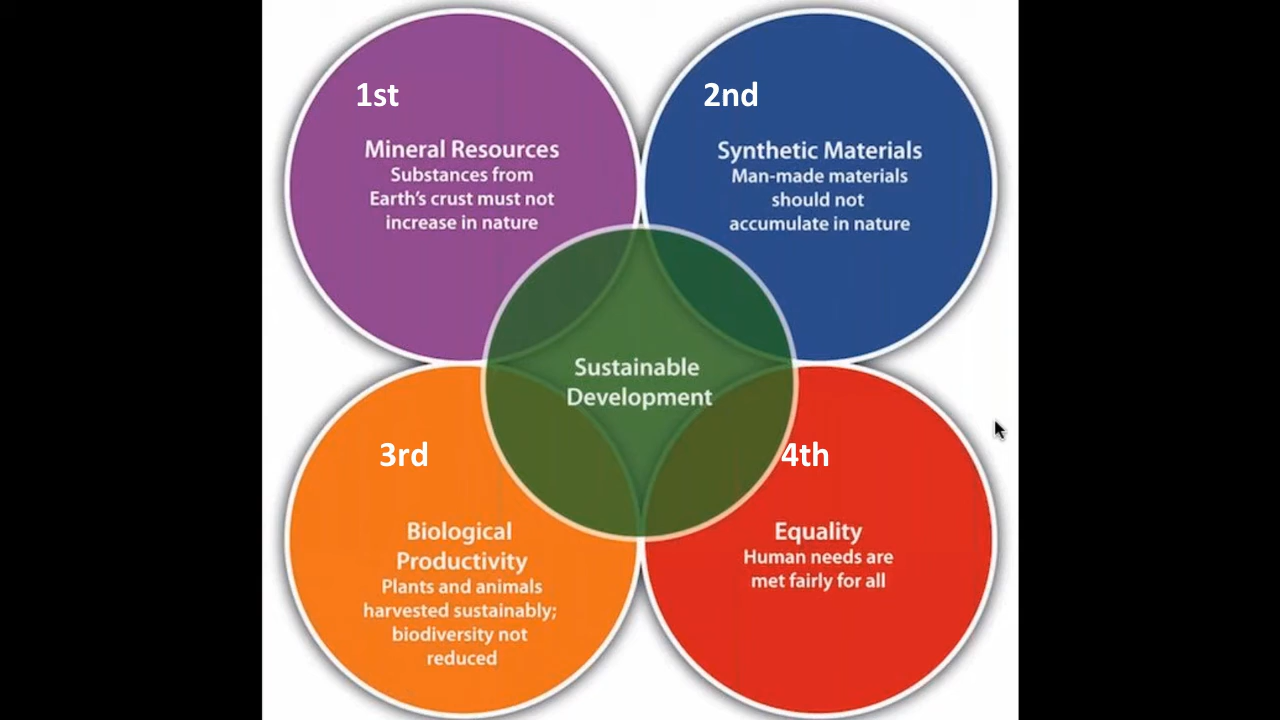 1st
Mineral Resources
Substances from
Earth's crust must not
increase in nature
2nd
Synthetic Materials
Man-made materials
should not
accumulate in nature
Sustainable
Development
3rd
Biological
Productivity
Plants and animals
harvested sustainably;
biodiversity not
reduced
4th
Equality
Human needs are
met fairly for all